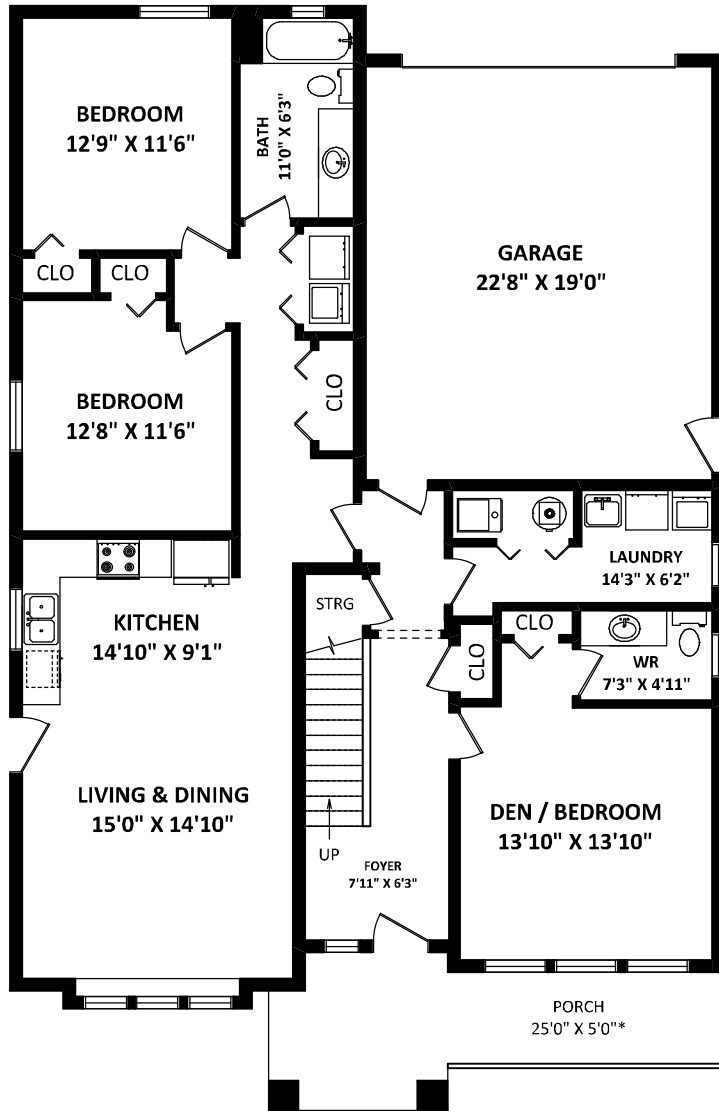 BEDROOM
12'9" X 11'6"
BATH
11'0" X 6'3"
GARAGE
22'8" X 19'0"
CLO
CLO
CLO
BEDROOM
12'8" X 11'6"
LAUNDRY
14'3" X 6'2"
STRG
KITCHEN
14'10" X 9'1"
CLO
CLO
WR
7'3" X 4'11"
LIVING & DINING
15'0" X 14'10"
DEN / BEDROOM
13'10" X 13'10"
UP
FOYER
7'11" X 6'3"
PORCH
25'0" X 5'0"*